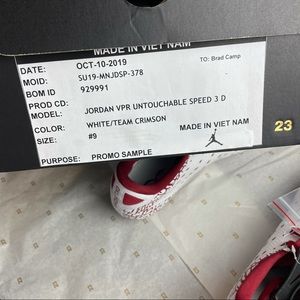 MADE IN VIET NAM
DATE: OCT-10-2019 TO: Brad Camp
MOID: SU19-MNJDSP-378
BOM ID 929991
PROD CD:
MODEL: JORDAN VPR UNTOUCHABLE SPEED 3 D
COLOR: WHITE/TEAM CRIMSON
SIZE: #9 MADE IN VIET NAM
PURPOSE: PROMO SAMPLE
23